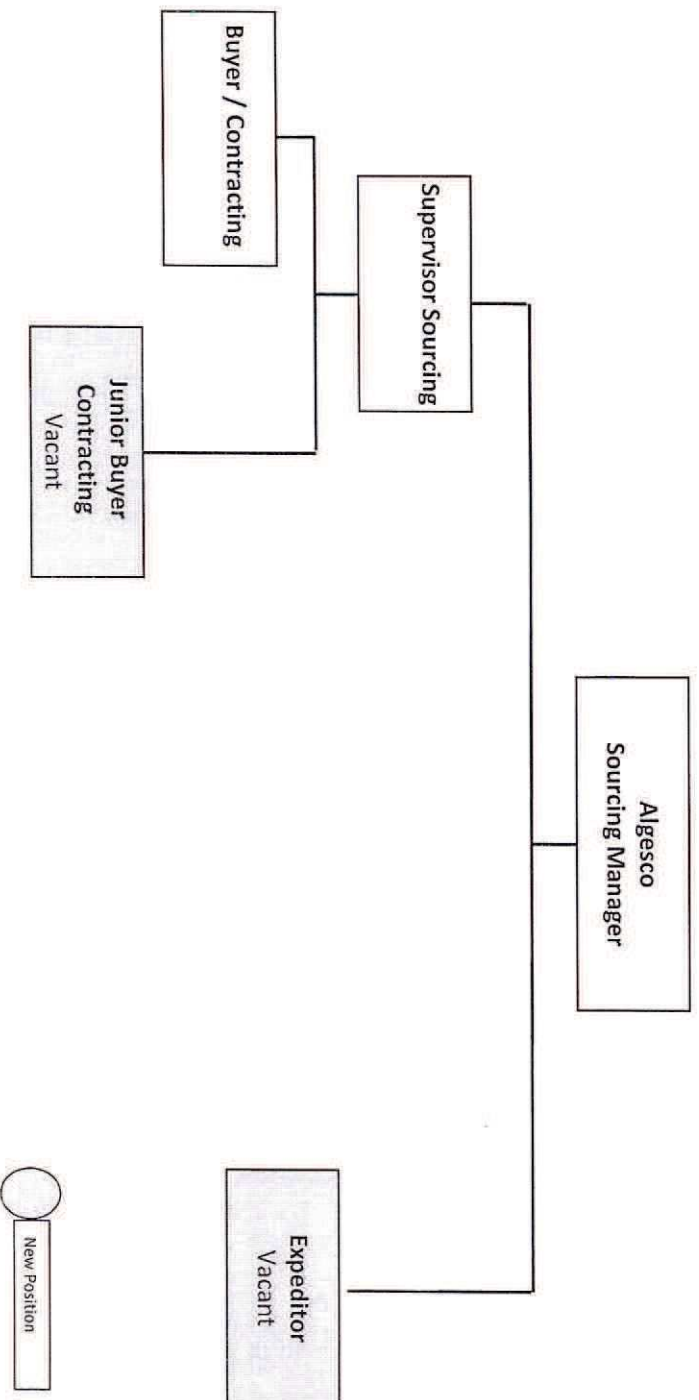 Algesco
Sourcing Manager
Supervisor Sourcing
Expeditor
Vacant
Buyer / Contracting
Junior Buyer
Contracting
Vacant
New Position